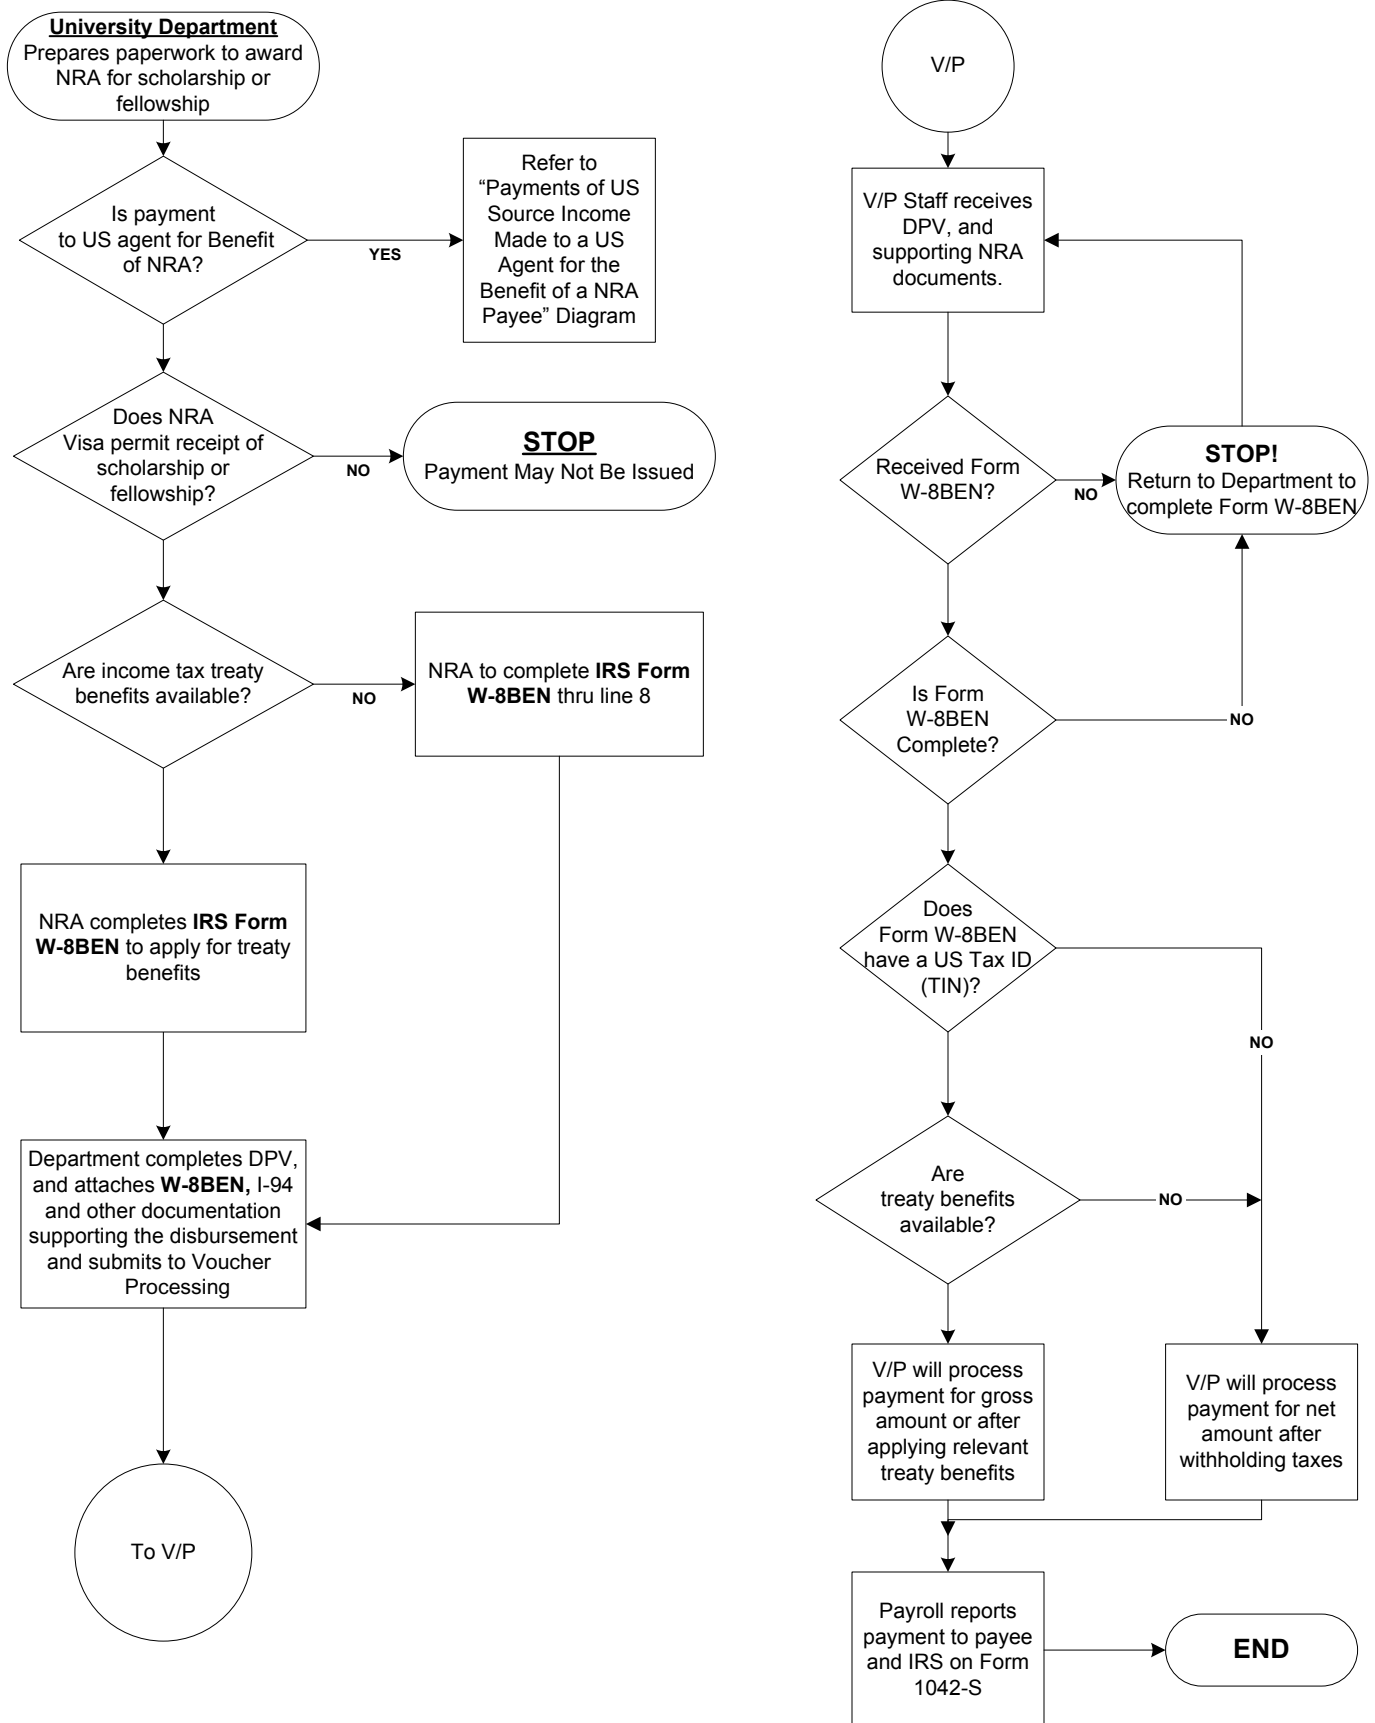 University Department
Prepares paperwork to award
NRA for scholarship or
fellowship
Is payment
to US agent for Benefit
of NRA?
YES
Refer to
“Payments of US
Source Income
Made to a US
Agent for the
Benefit of a NRA
Payee” Diagram
Does NRA
Visa permit receipt of
scholarship or
fellowship?
NO
STOP
Payment May Not Be Issued
Are income tax treaty
benefits available?
NO
NRA to complete IRS Form
W-8BEN thru line 8
NRA completes IRS Form
W-8BEN to apply for treaty
benefits
Department completes DPV,
and attaches W-8BEN, I-94
and other documentation
supporting the disbursement
and submits to Voucher
Processing
To V/P
V/P
V/P Staff receives
DPV, and
supporting NRA
documents.
Received Form
W-8BEN?
NO
STOP!
Return to Department to
complete Form W-8BEN
Is Form
W-8BEN
Complete?
NO
Does
Form W-8BEN
have a US Tax ID
(TIN)?
NO
Are
treaty benefits
available?
NO
V/P will process
payment for gross
amount or after
applying relevant
treaty benefits
V/P will process
payment for net
amount after
withholding taxes
Payroll reports
payment to payee
and IRS on Form
1042-S
END